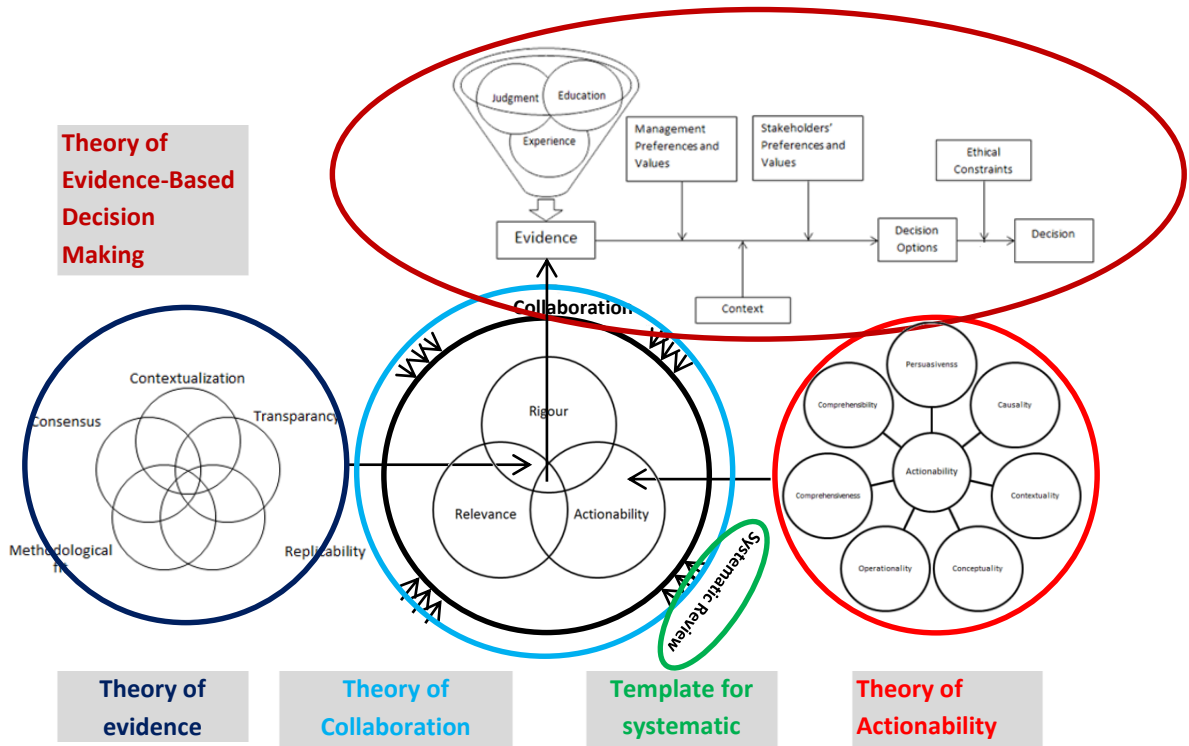 Judgment
Education
Experience
Theory of
Evidence-Based
Decision
Making
Management
Preferences and
Values
Stakeholders'
Preferences and
Values
Ethical
Constraints
Evidence
Decision
Options
Decision
Context
Collaboration
Contextualization
Consensus
Transparancy
Methodological
fit
Replicability
Rigour
Relevance
Actionability
Systematic Review
Persuasivenss
Comprehensibility
Causality
Actionability
Comprehensiveness
Contextuality
Operationality
Conceptuality
Theory of
evidence
Theory of
Collaboration
Template for
systematic
Theory of
Actionability